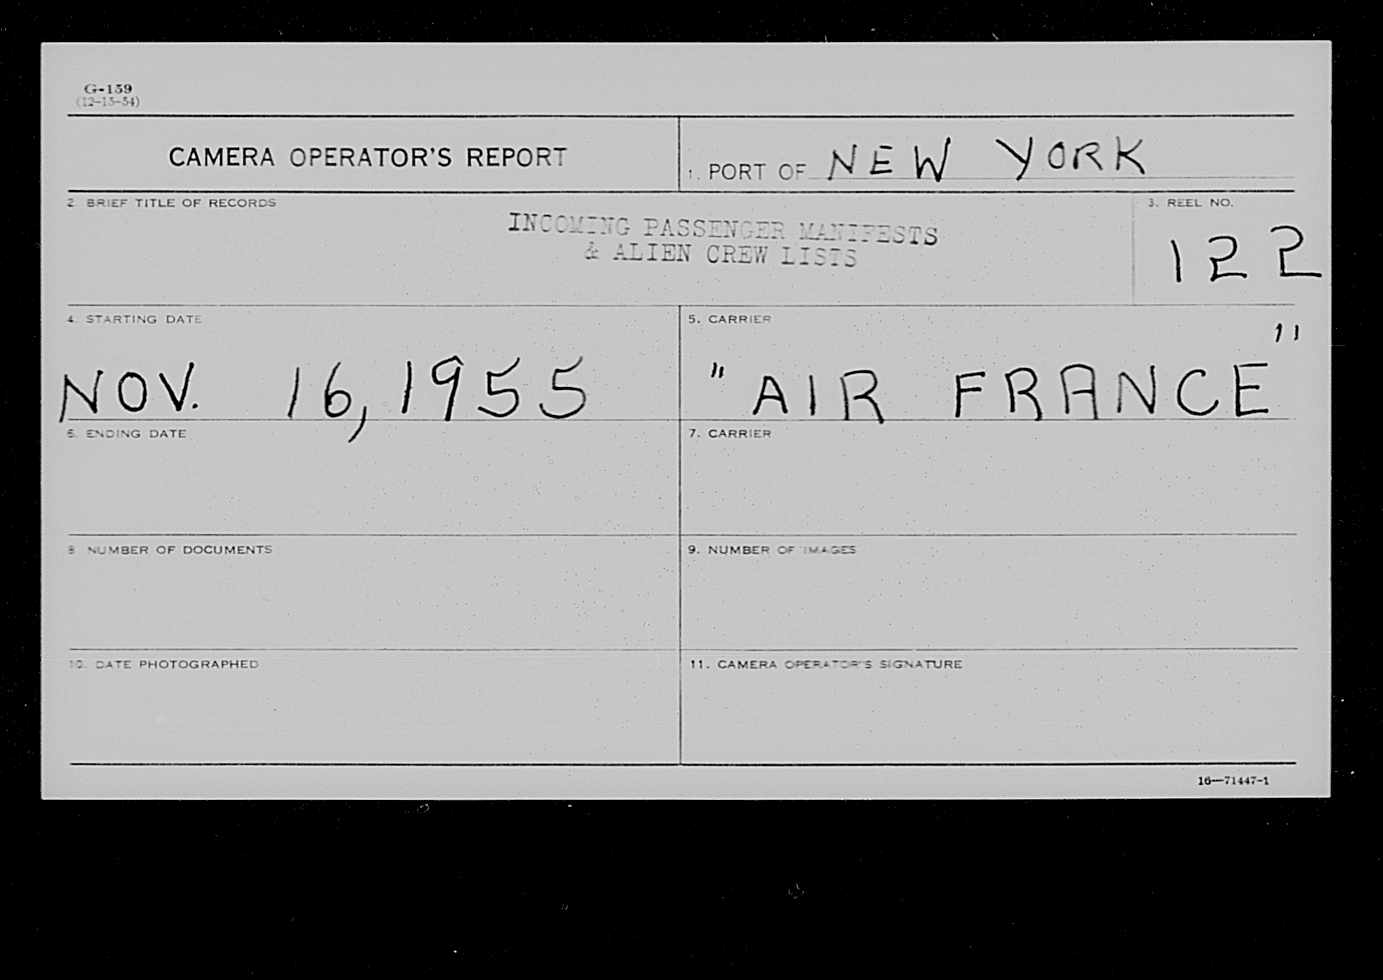 G-159
(12-15-54)
CAMERA OPERATOR'S REPORT
1. PORT OF NEW YORK
2. BRIEF TITLE OF RECORDS
INCOMING PASSENGER MANIFESTS
& ALIEN CREW LISTS
3. REEL NO.
122
4. STARTING DATE
NOV. 16, 1955
5. CARRIER
"AIR FRANCE"
6. ENDING DATE
7. CARRIER
8. NUMBER OF DOCUMENTS
9. NUMBER OF IMAGES
10. DATE PHOTOGRAPHED
11. CAMERA OPERATOR'S SIGNATURE
16—71447-1